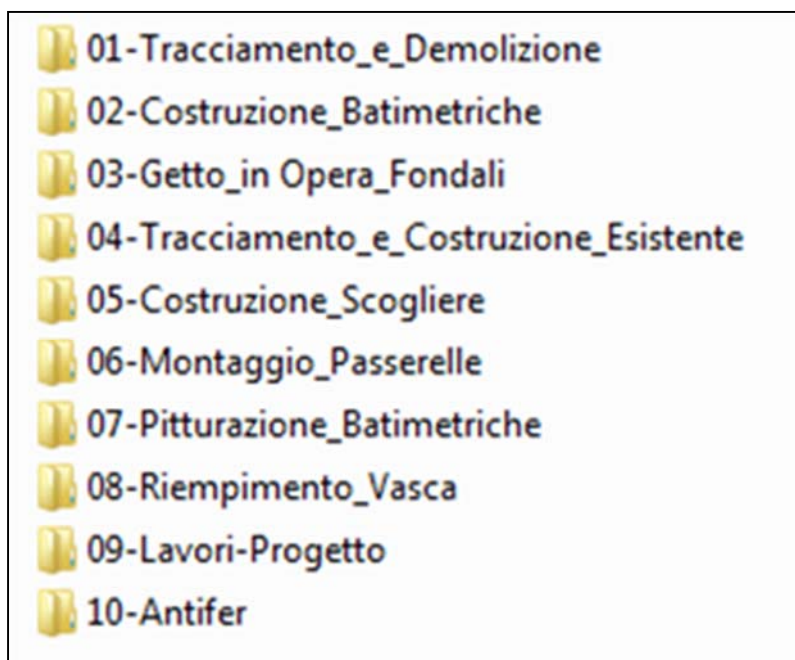 01-Tracciamento_e_Demolizione
02-Costruzione_Batimetriche
03-Getto_in Opera_Fondali
04-Tracciamento_e_Costruzione_Esistente
05-Costruzione_Scogliere
06-Montaggio_Passerelle
07-Pitturazione_Batimetriche
08-Riempimento_Vasca
09-Lavori-Progetto
10-Antifer